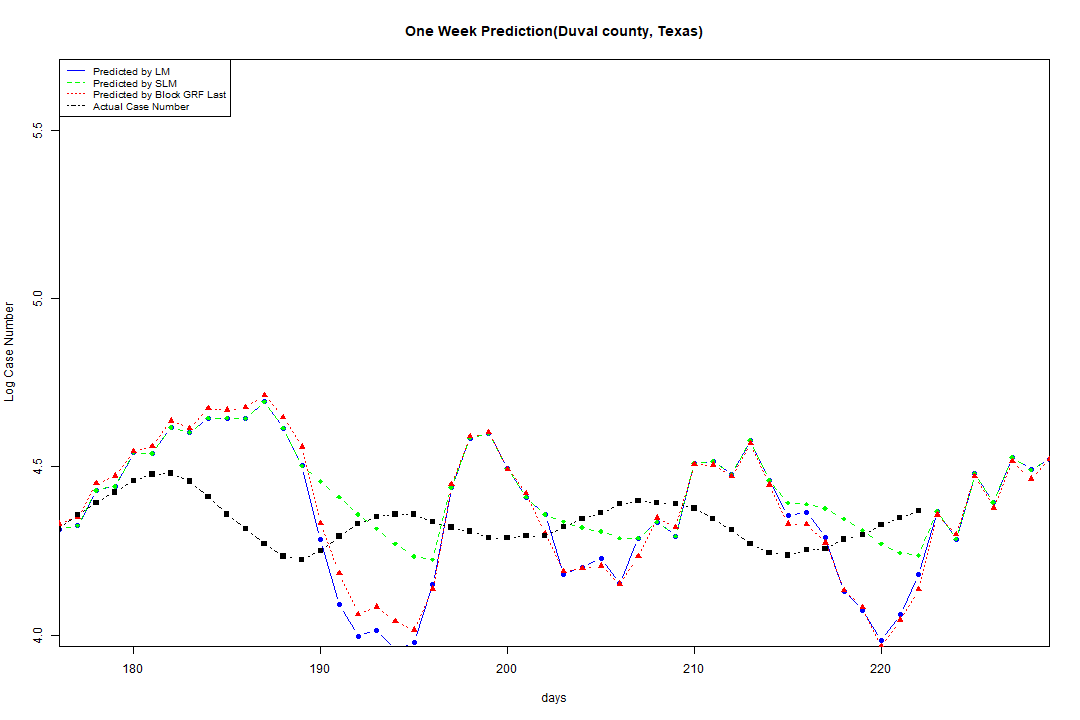 One Week Prediction(Duval county, Texas)
Predicted by LM
Predicted by SLM
Predicted by Block GRF Last
Actual Case Number
5.5
5.0
4.5
4.0
Log Case Number
180 190 200 210 220
days